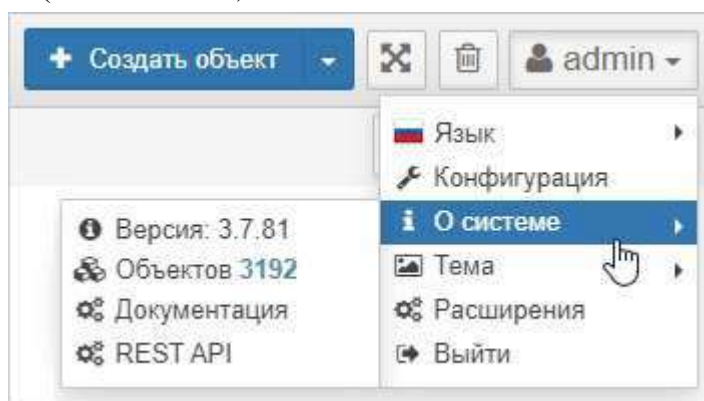 Создать объект admin
Язык
Конфигурация
О системе
Тема
Расширения
Выйти
Версия: 3.7.81
Объектов 3192
Документация
REST API